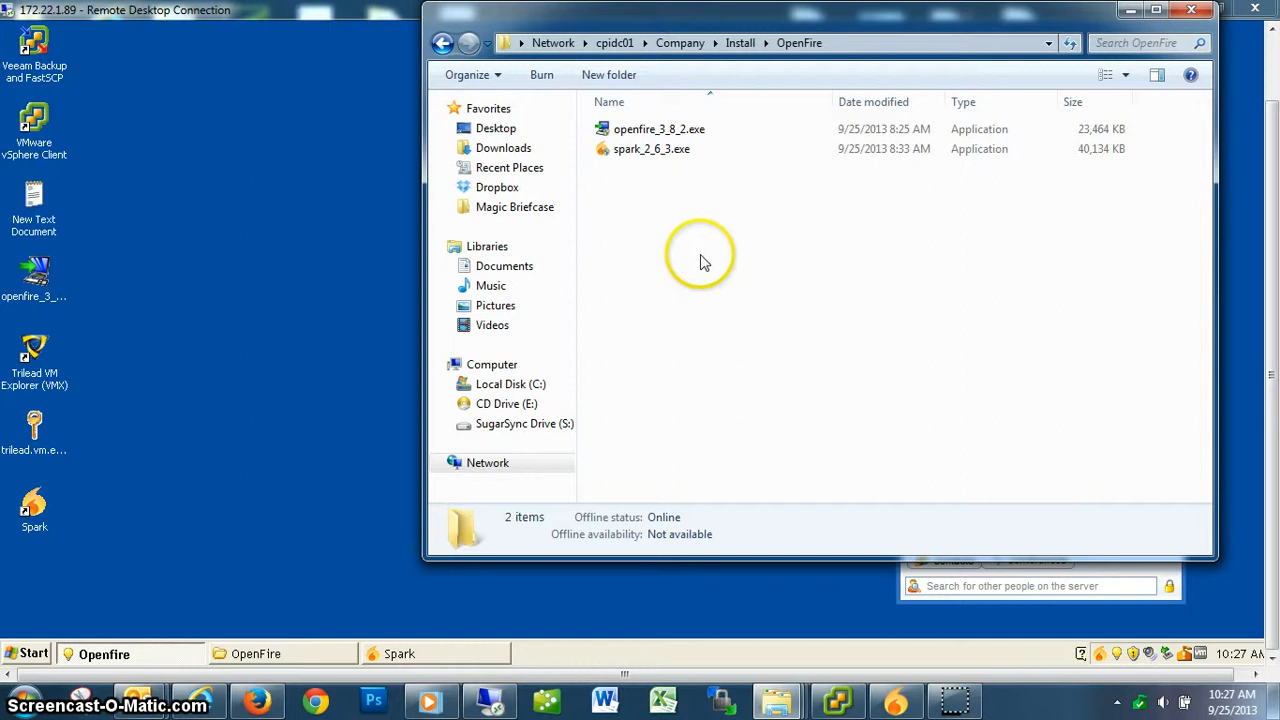 172.22.1.89 - Remote Desktop Connection
Veeam Backup
and FastSCP
VMware
vSphere Client
New Text
Document
openfire_3_...
Trilead VM
Explorer (VMX)
trilead.vm.e...
Spark
Network cpidc01 Company Install OpenFire
Search OpenFire
Organize Burn New folder
Name Date modified Type Size
openfire_3_8_2.exe 9/25/2013 8:25 AM Application 23,464 KB
spark_2_6_3.exe 9/25/2013 8:33 AM Application 40,134 KB
Favorites
Desktop
Downloads
Recent Places
Dropbox
Magic Briefcase
Libraries
Documents
Music
Pictures
Videos
Computer
Local Disk (C:)
CD Drive (E:)
SugarSync Drive (S:)
Network
2 items Offline status: Online
Offline availability: Not available
Search for other people on the server
Start Openfire OpenFire Spark 10:27 AM
Screencast-O-Matic.com
10:27 AM
9/25/2013